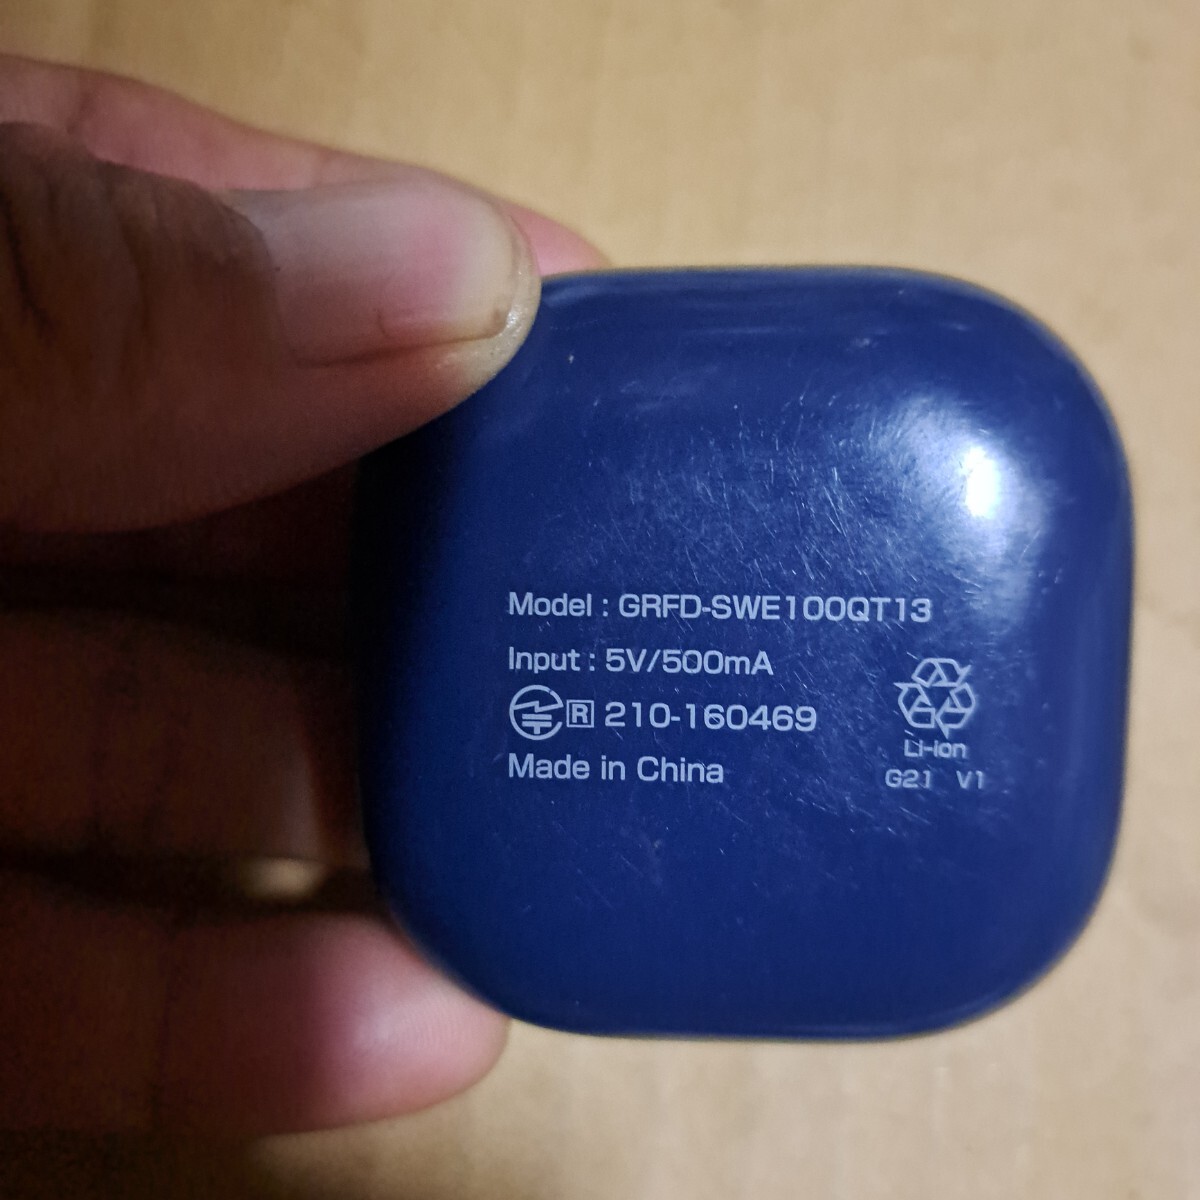 Model : GRFD-SWE100QT13
Input : 5V/500mA
R 210-160469
Made in China
Li-ion
G21 V1